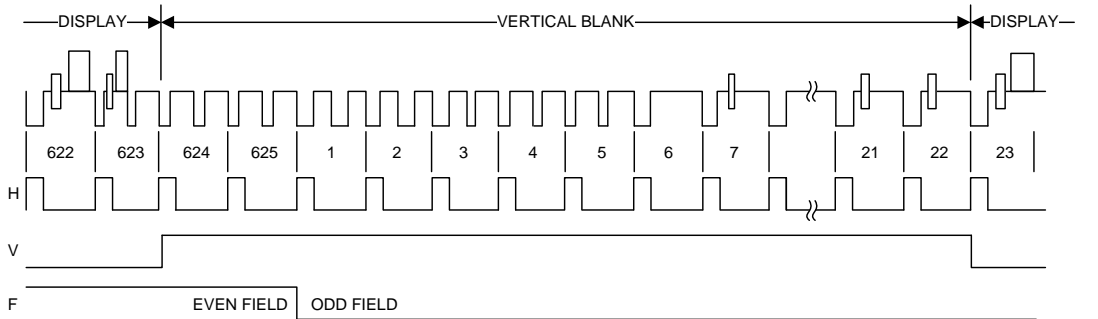 DISPLAY VERTICAL BLANK DISPLAY
622 623 624 625 1 2 3 4 5 6 7 21 22 23
H
V
F EVEN FIELD ODD FIELD